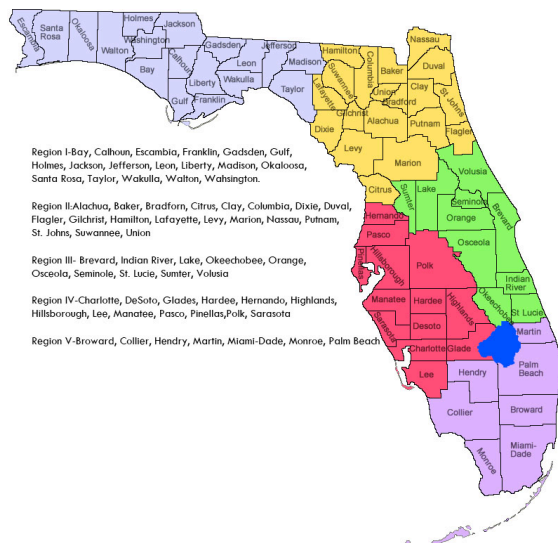 Escambia
Santa
Rosa
Okaloosa
Walton
Holmes
Washington
Jackson
Bay
Calhoun
Gulf
Liberty
Franklin
Gadsden
Leon
Wakulla
Jefferson
Madison
Taylor
Hamilton
Suwannee
Lafayette
Columbia
Baker
Nassau
Duval
Union
Bradford
Clay
St Johns
Gilchrist
Dixie
Alachua
Putnam
Flagler
Levy
Marion
Citrus
Region I-Bay, Calhoun, Escambia, Franklin, Gadsden, Gulf,
Holmes, Jackson, Jefferson, Leon, Liberty, Madison, Okaloosa,
Santa Rosa, Taylor, Wakulla, Walton, Wahsington.
Region II:Alachua, Baker, Bradforn, Citrus, Clay, Columbia, Dixie, Duval,
Flagler, Gilchrist, Hamilton, Lafayette, Levy, Marion, Nassau, Putnam,
St. Johns, Suwannee, Union
Region III- Brevard, Indian River, Lake, Okeechobee, Orange,
Osceola, Seminole, St. Lucie, Sumter, Volusia
Region IV-Charlotte, DeSoto, Glades, Hardee, Hernando, Highlands,
Hillsborough, Lee, Manatee, Pasco, Pinellas,Polk, Sarasota
Region V-Broward, Collier, Hendry, Martin, Miami-Dade, Monroe, Palm Beach
Volusia
Lake
Sumter
Seminole
Orange
Brevard
Osceola
Indian
River
Okeechobee
St Lucie
Hernando
Pasco
Pinellas
Hillsborough
Polk
Manatee
Hardee
Highlands
Sarasota
Desoto
Charlotte
Glade
Lee
Martin
Palm
Beach
Hendry
Collier
Broward
Monroe
Miami-
Dade